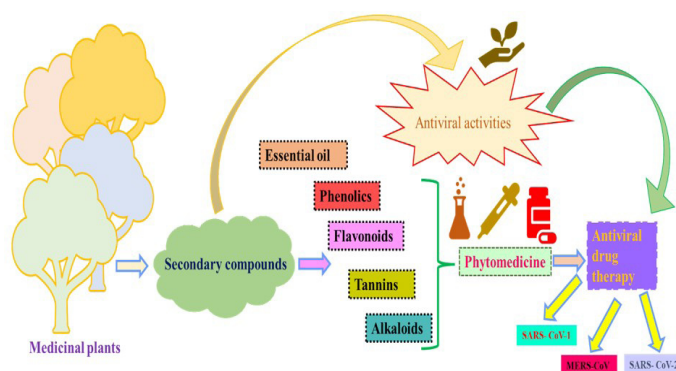 Antiviral activities
Essential oil
Phenolics
Flavonoids
Secondary compounds
Tannins
Alkaloids
Phytomedicine
Antiviral
drug
therapy
Medicinal plants
SARS- CoV-1
MERS-CoV
SARS- CoV-2